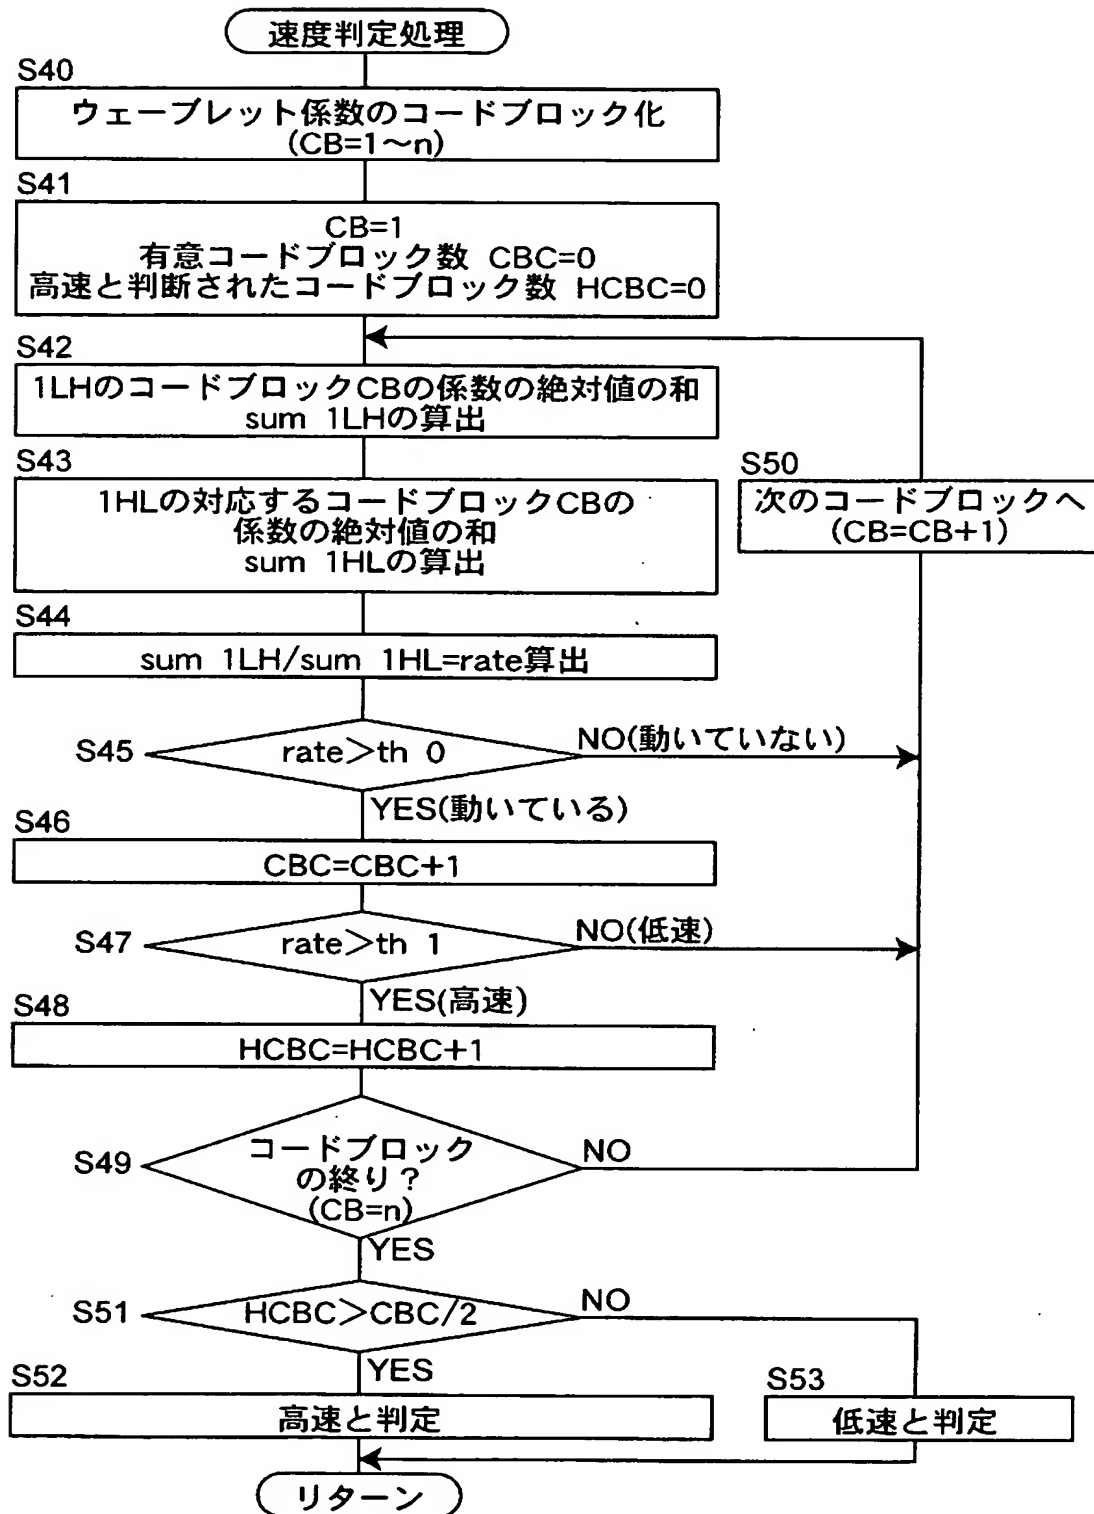 速度判定処理
S40
ウェーブレット係数のコードブロック化
(CB=1〜n)
S41
CB=1
有意コードブロック数 CBC=0
高速と判断されたコードブロック数 HCBC=0
S42
1LHのコードブロックCBの係数の絶対値の和
sum 1LHの算出
S43
1HLの対応するコードブロックCBの
係数の絶対値の和
sum 1HLの算出
S50
次のコードブロックへ
(CB=CB+1)
S44
sum 1LH/sum 1HL=rate算出
S45
rate>th 0
NO(動いていない)
YES(動いている)
S46
CBC=CBC+1
S47
rate>th 1
NO(低速)
YES(高速)
S48
HCBC=HCBC+1
S49
コードブロック
の終り?
(CB=n)
NO
YES
S51
HCBC>CBC/2
NO
YES
S52
高速と判定
S53
低速と判定
リターン